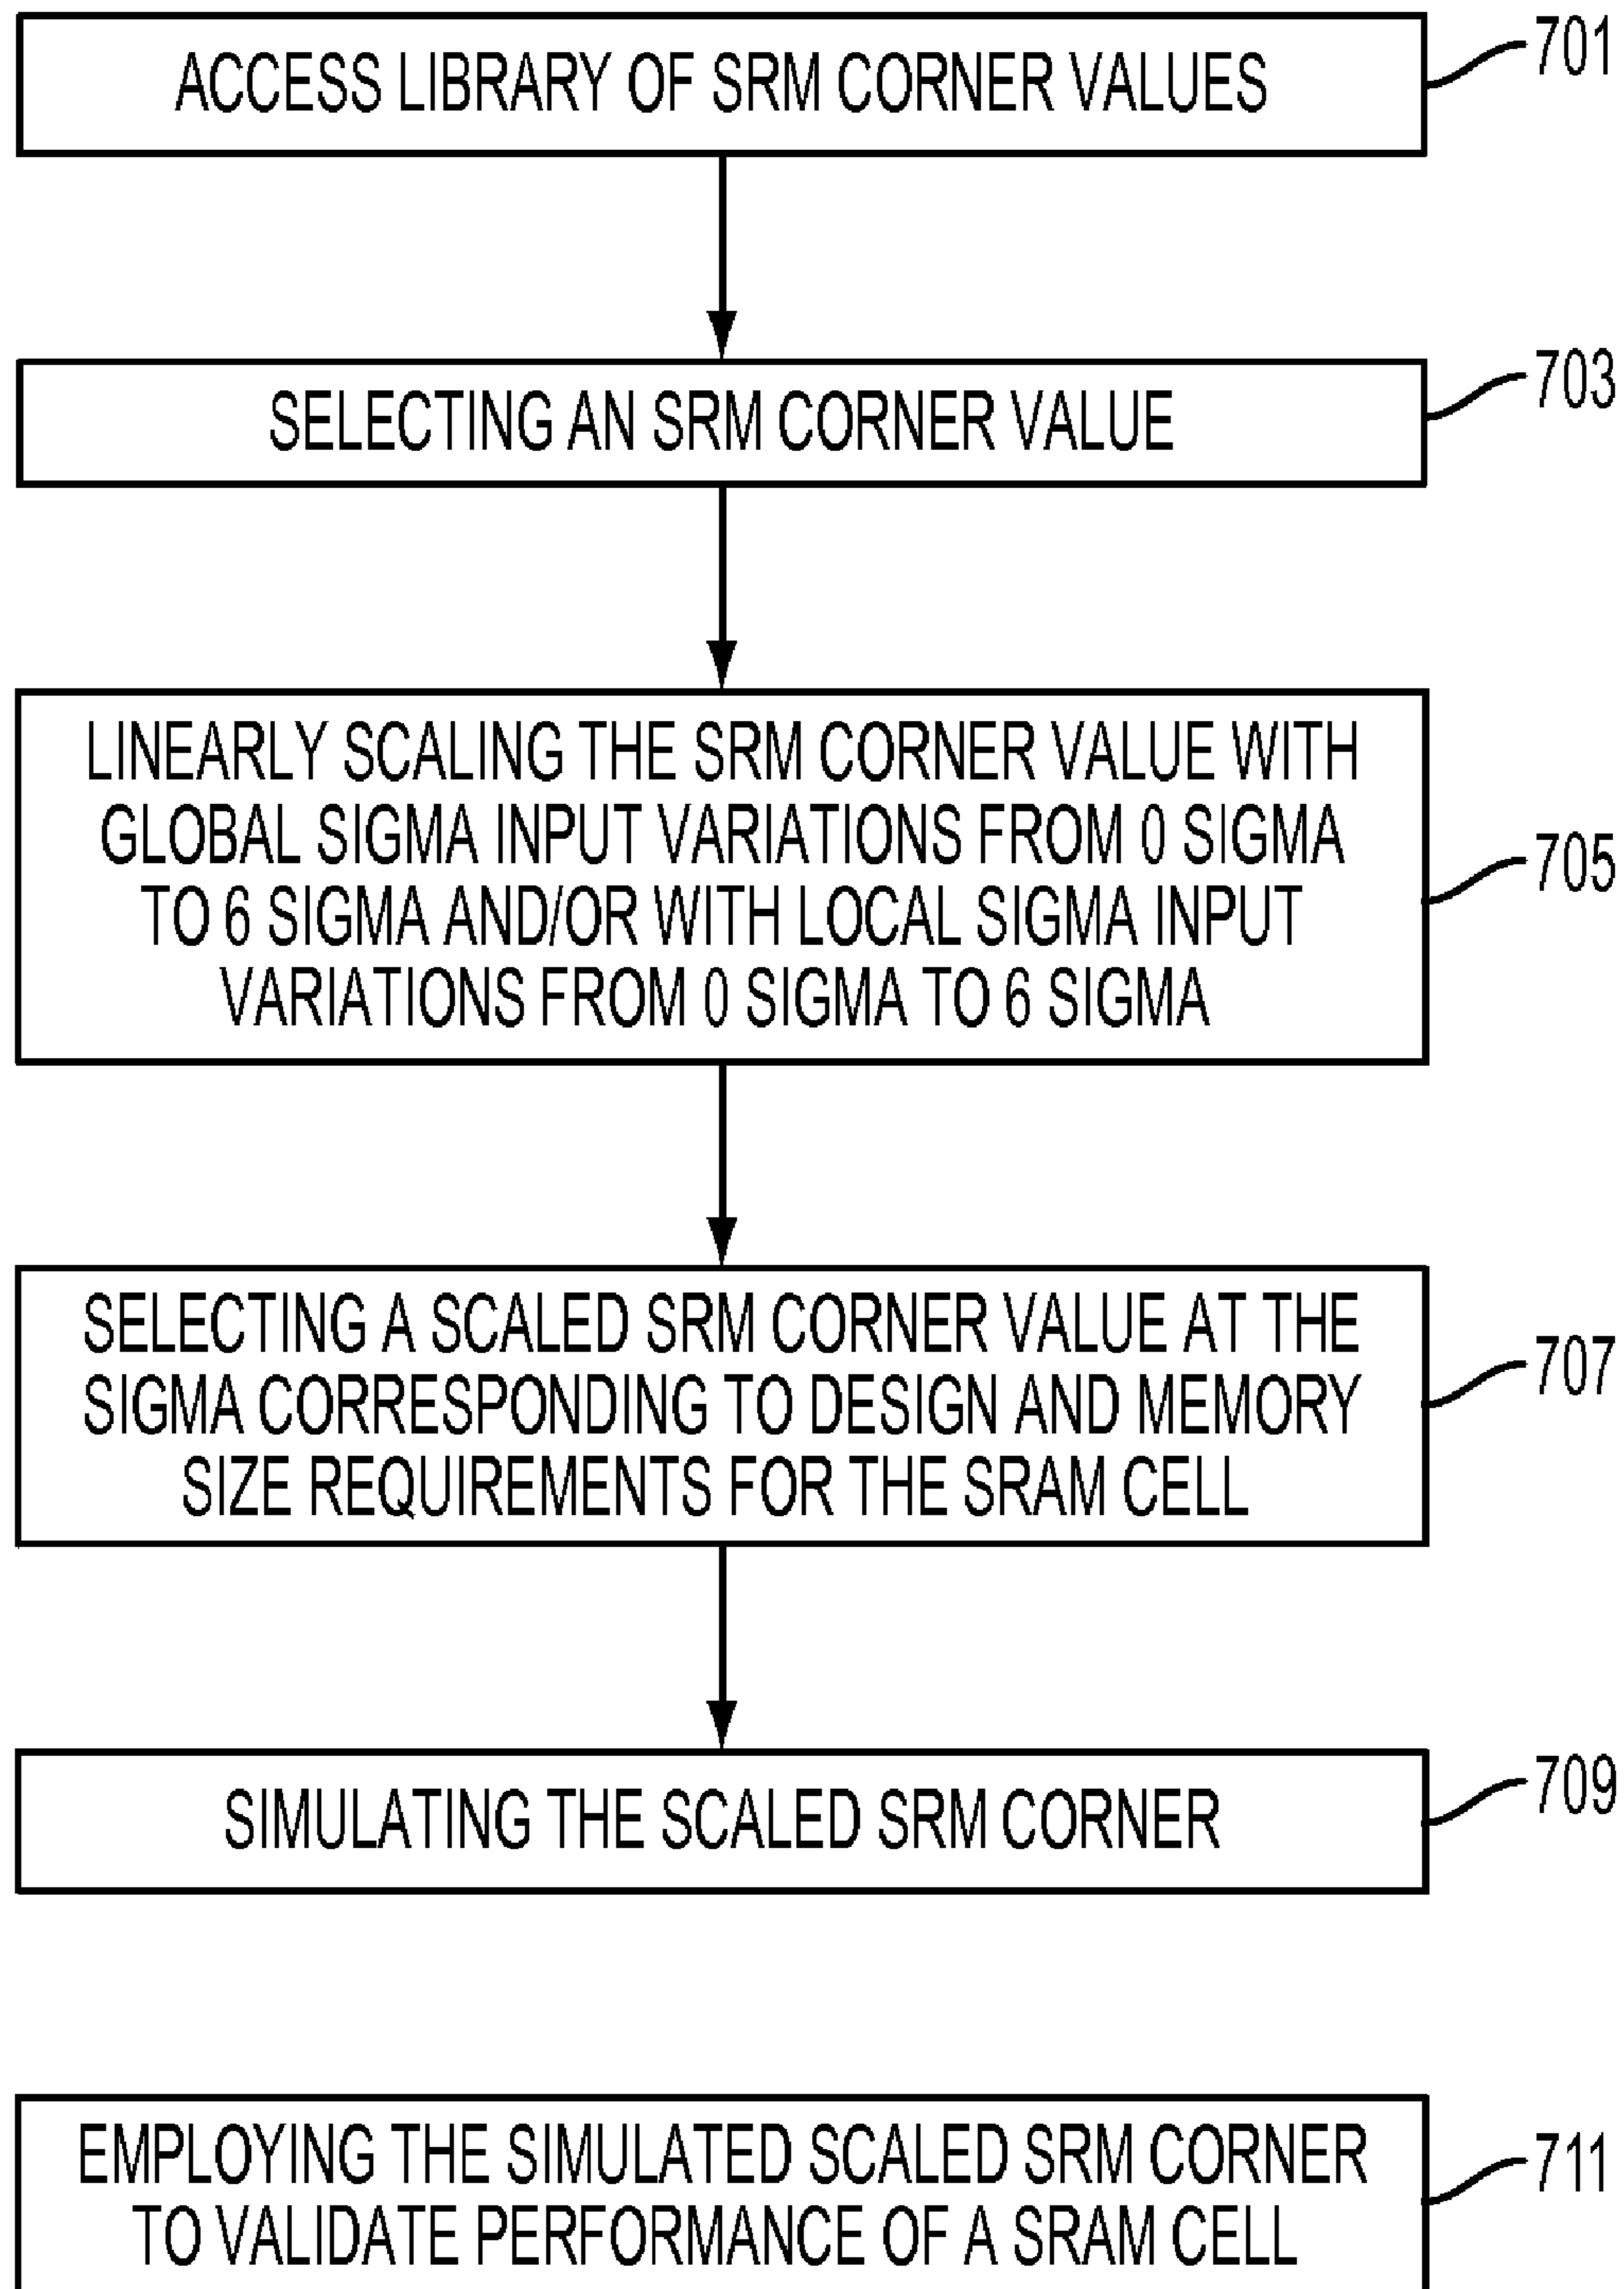 ACCESS LIBRARY OF SRM CORNER VALUES
701
SELECTING AN SRM CORNER VALUE
703
LINEARLY SCALING THE SRM CORNER VALUE WITH
GLOBAL SIGMA INPUT VARIATIONS FROM 0 SIGMA
TO 6 SIGMA AND/OR WITH LOCAL SIGMA INPUT
VARIATIONS FROM 0 SIGMA TO 6 SIGMA
705
SELECTING A SCALED SRM CORNER VALUE AT THE
SIGMA CORRESPONDING TO DESIGN AND MEMORY
SIZE REQUIREMENTS FOR THE SRAM CELL
707
SIMULATING THE SCALED SRM CORNER
709
EMPLOYING THE SIMULATED SCALED SRM CORNER
TO VALIDATE PERFORMANCE OF A SRAM CELL
711